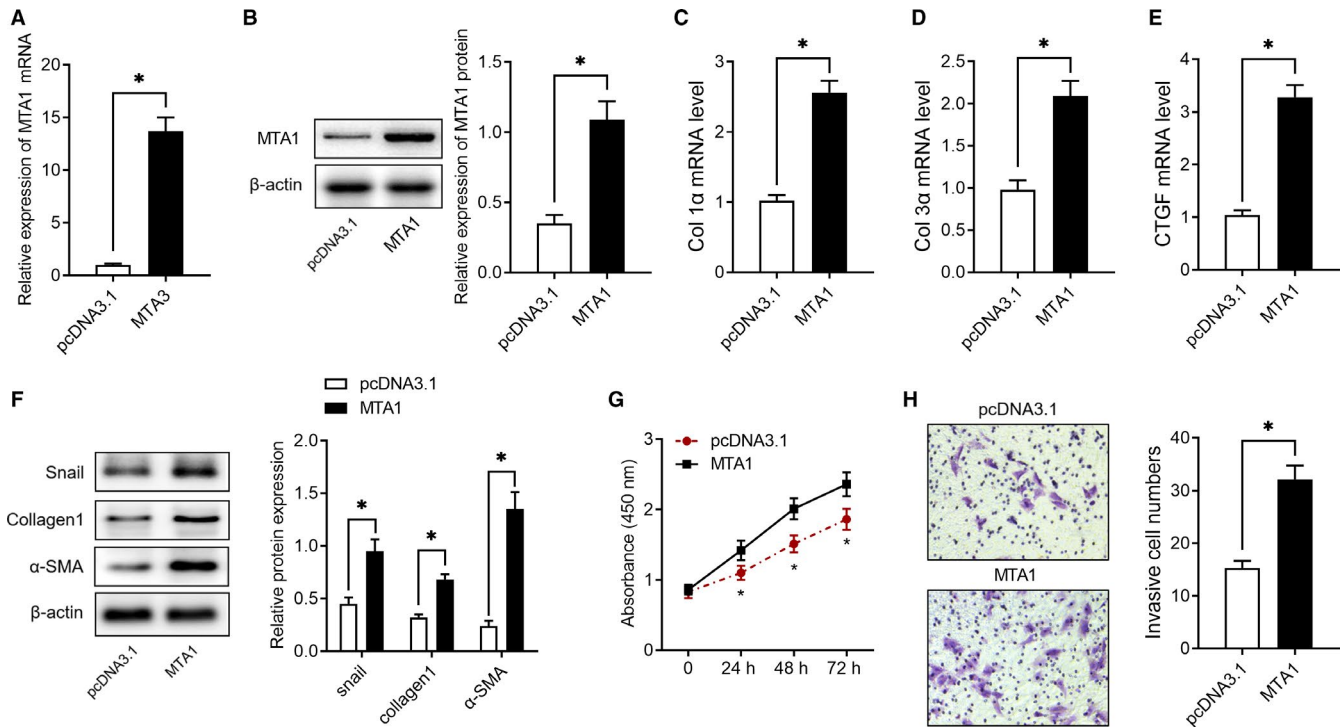 A
Relative expression of MTA1 mRNA
20
15
10
5
0
*
pcDNA3.1
MTA3
B
MTA1
β-actin
pcDNA3.1
MTA1
Relative expression of MTA1 protein
1.5
1.0
0.5
0.0
*
pcDNA3.1
MTA1
C
Col 1α mRNA level
3
2
1
0
*
pcDNA3.1
MTA1
D
Col 3α mRNA level
2.5
2.0
1.5
1.0
0.5
0.0
*
pcDNA3.1
MTA1
E
CTGF mRNA level
4
3
2
1
0
*
pcDNA3.1
MTA1
F
Snail
Collagen1
α-SMA
β-actin
pcDNA3.1
MTA1
pcDNA3.1
MTA1
Relative protein expression
2.0
1.5
1.0
0.5
0.0
*
*
*
snail
collagen1
α-SMA
G
pcDNA3.1
MTA1
Absorbance (450 nm)
3
2
1
0
*
*
*
0
24 h
48 h
72 h
H
pcDNA3.1
MTA1
Invasive cell numbers
40
30
20
10
0
*
pcDNA3.1
MTA1